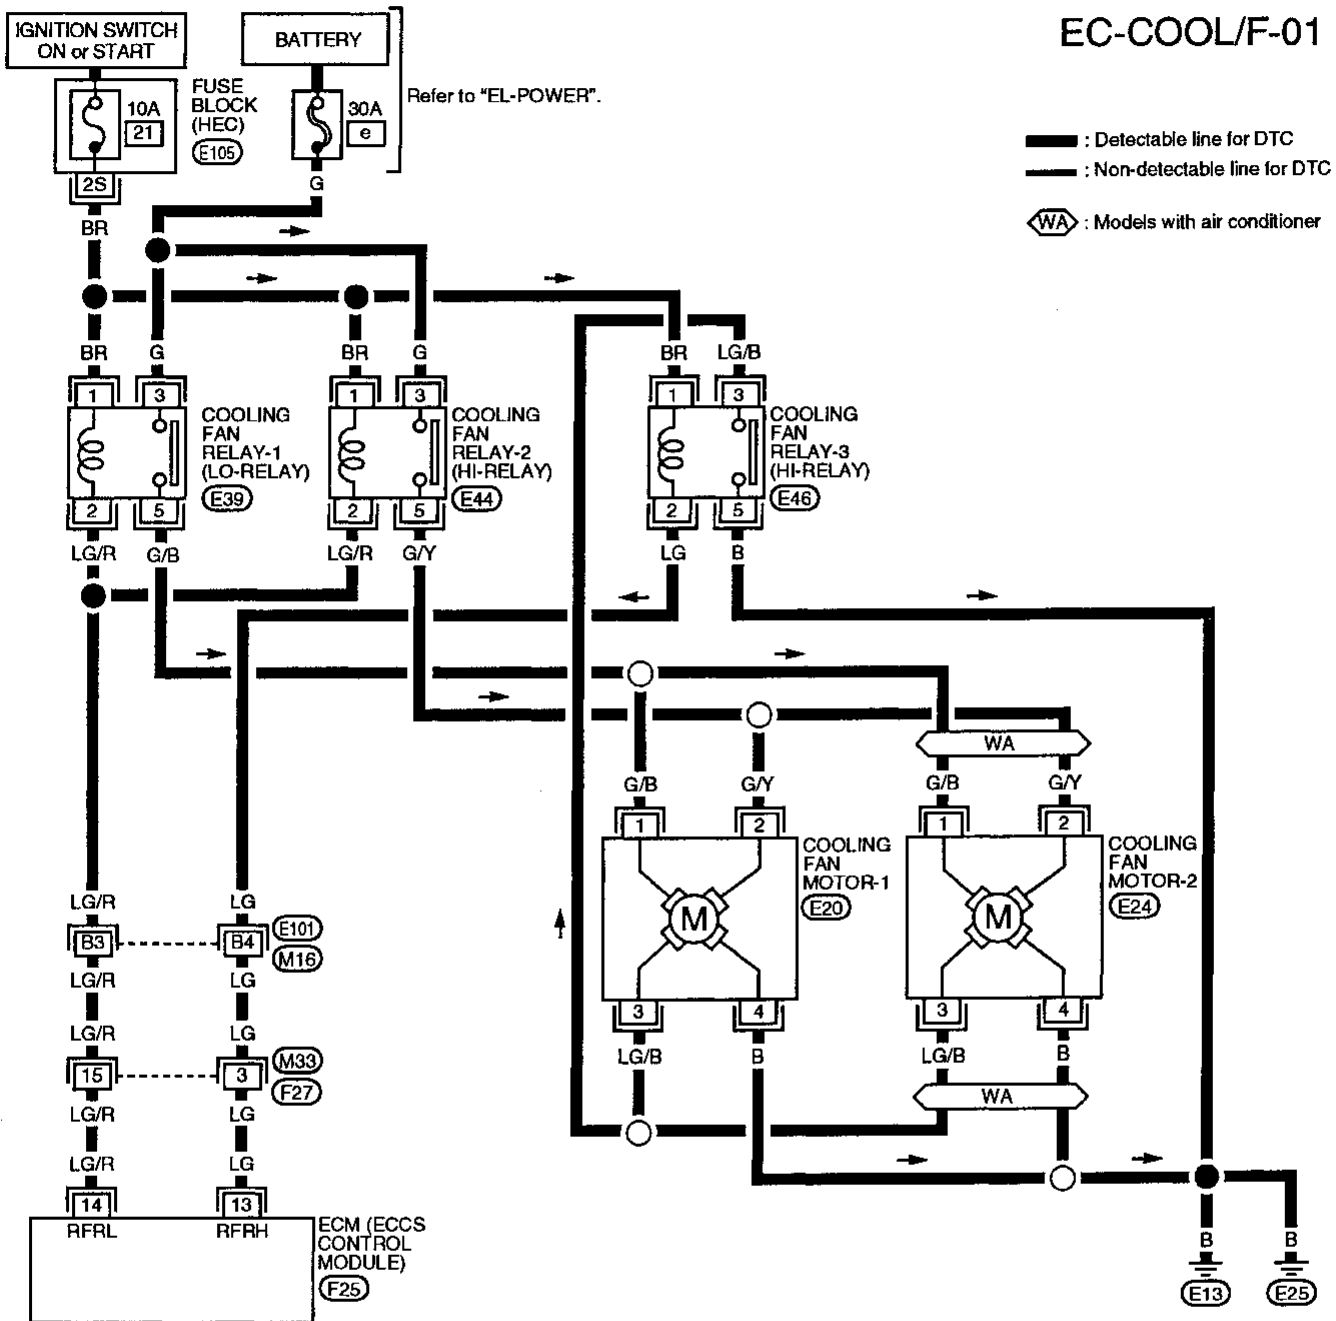 EC-COOL/F-01
IGNITION SWITCH
ON or START
BATTERY
Refer to "EL-POWER".
10A
21
FUSE
BLOCK
(HEC)
E105
30A
e
2S
G
BR
: Detectable line for DTC
: Non-detectable line for DTC
WA : Models with air conditioner
BR
G
BR
G
BR
LG/B
1
3
1
3
1
3
COOLING
FAN
RELAY-1
(LO-RELAY)
E39
COOLING
FAN
RELAY-2
(HI-RELAY)
E44
COOLING
FAN
RELAY-3
(HI-RELAY)
E46
2
5
2
5
2
5
LG/R
G/B
LG/R
G/Y
LG
B
WA
G/B
G/Y
G/B
G/Y
1
2
1
2
M
COOLING
FAN
MOTOR-1
E20
M
COOLING
FAN
MOTOR-2
E24
3
4
3
4
LG/B
B
LG/B
B
WA
LG/R
LG
B3
B4
E101
M16
LG/R
LG
LG/R
LG
15
3
M33
F27
LG/R
LG
LG/R
LG
14
13
RFRL
RFRH
ECM (ECCS
CONTROL
MODULE)
F25
B
B
E13
E25